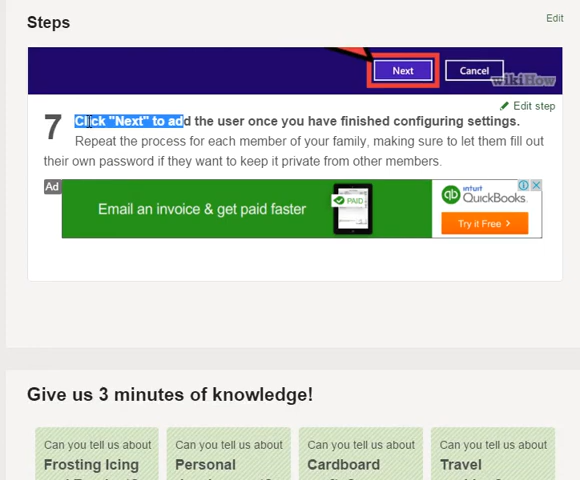 Steps
Edit
Next
Cancel
wikiHow
Edit step
7
Click "Next" to add the user once you have finished configuring settings.
Repeat the process for each member of your family, making sure to let them fill out
their own password if they want to keep it private from other members.
Ad
Email an invoice & get paid faster
PAID
qb
intuit
QuickBooks.
Try it Free >
Give us 3 minutes of knowledge!
Can you tell us about
Frosting Icing
Can you tell us about
Personal
Can you tell us about
Cardboard
Can you tell us about
Travel